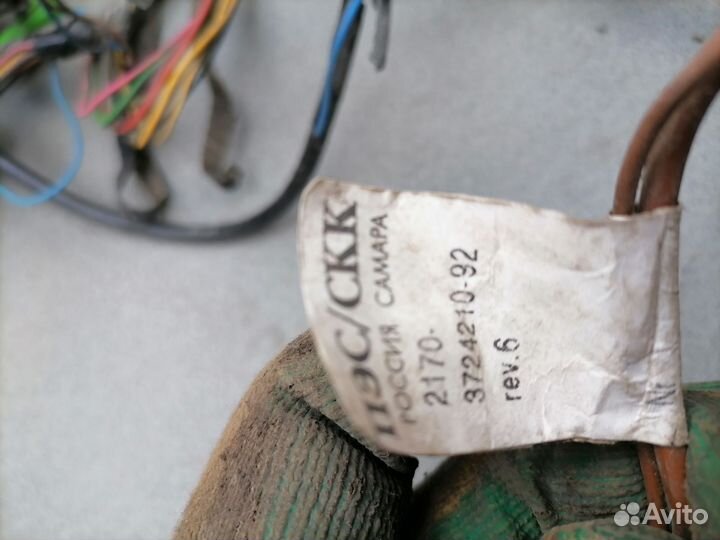 ПЭС/СКК
РОССИЯ САМАРА
2170-
3724210-92
rev.6
Avito